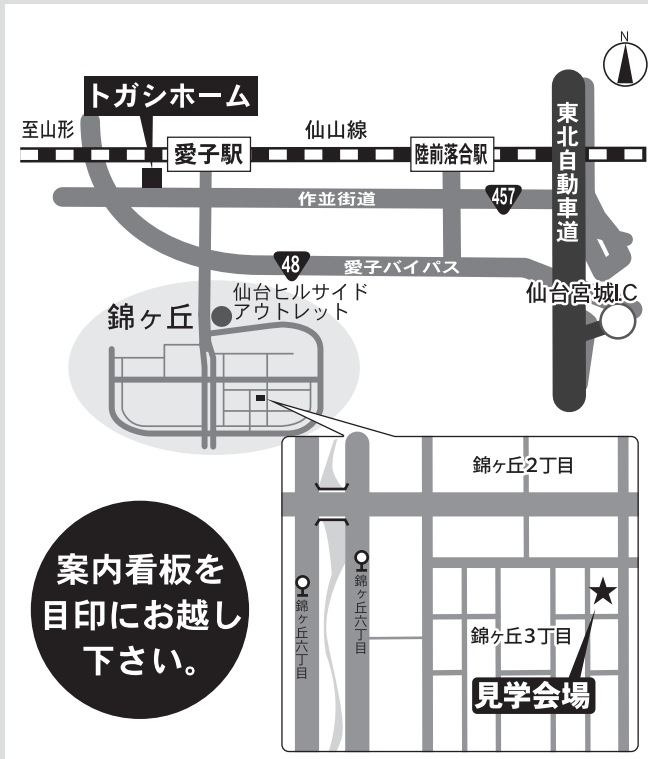 N
トガシホーム
至山形
仙山線
愛子駅
陸前落合駅
東北自動車道
作並街道
457
48
愛子バイパス
仙台宮城I.C
仙台ヒルサイド
アウトレット
錦ヶ丘
錦ヶ丘2丁目
錦ヶ丘六丁目
錦ヶ丘六丁目
錦ヶ丘3丁目
見学会場
案内看板を
目印にお越し
下さい。